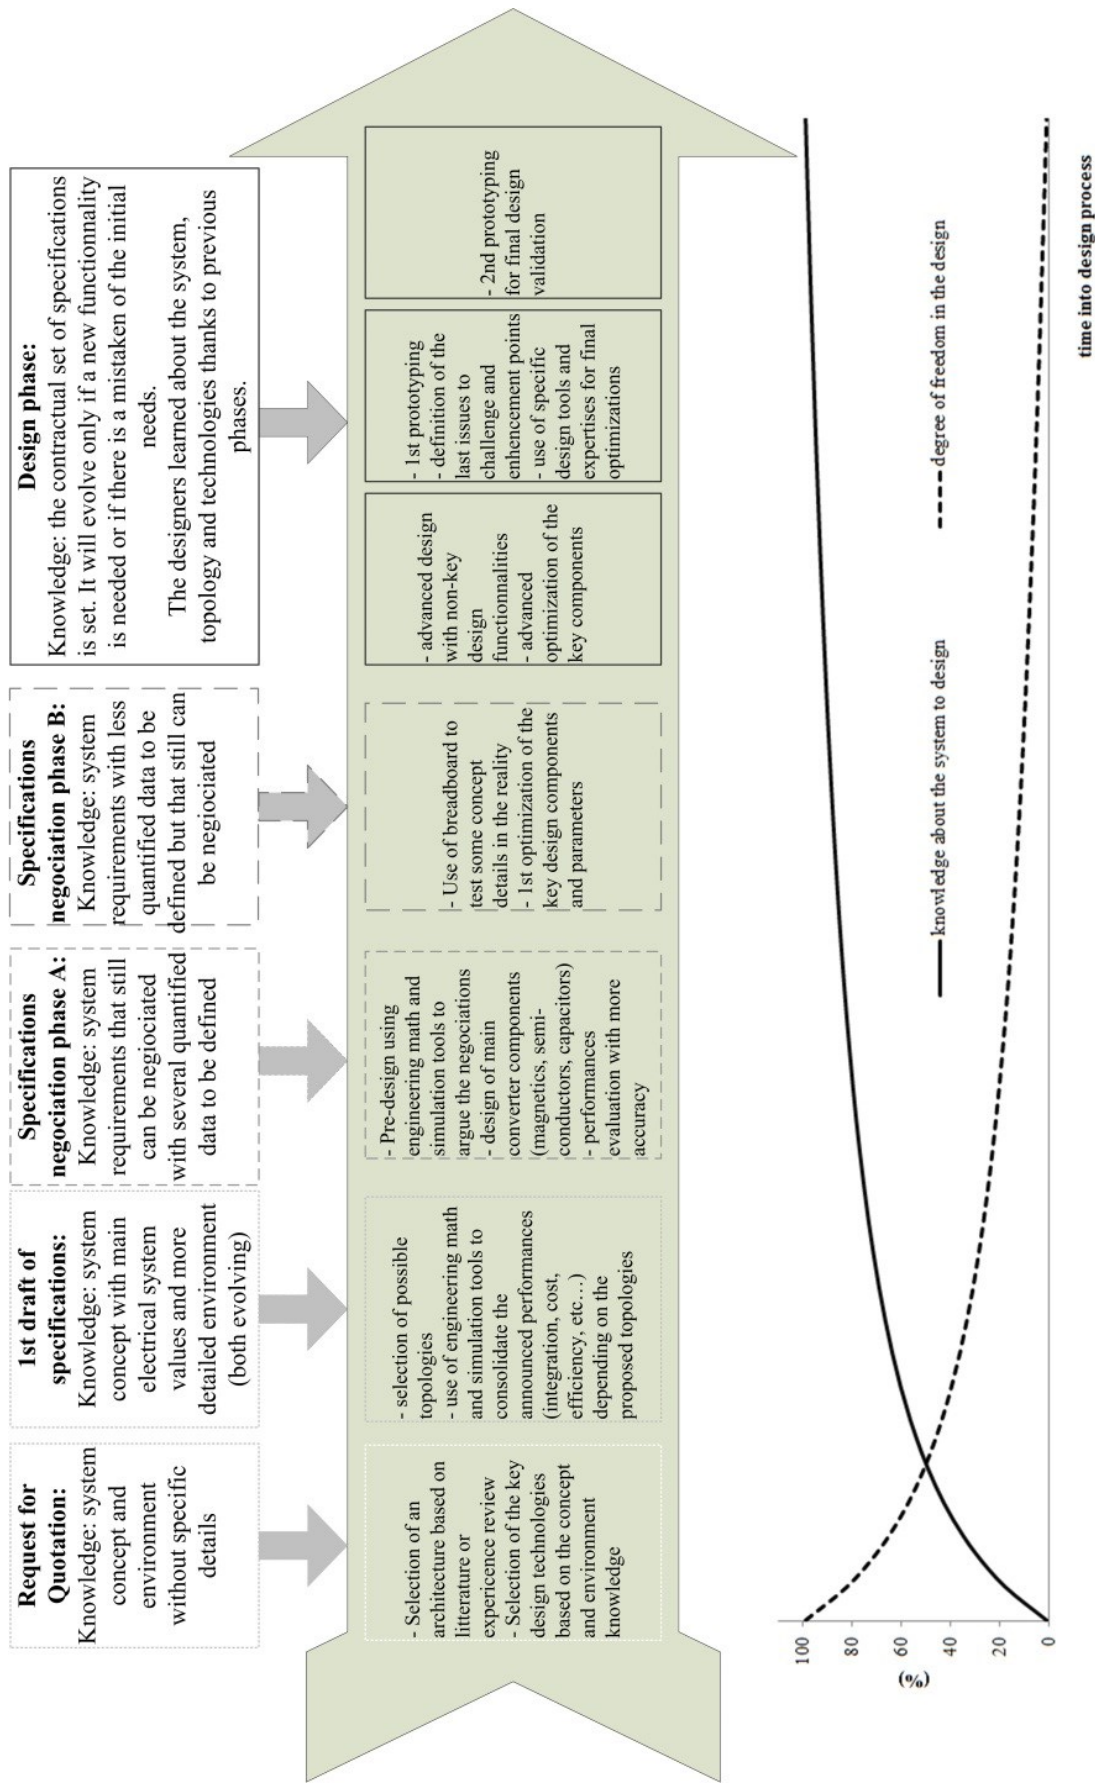 Request for
Quotation:
Knowledge: system
concept and
environment
without specific
details
1st draft of
specifications:
Knowledge: system
concept with main
electrical system
values and more
detailed environment
(both evolving)
Specifications
negociation phase A:
Knowledge: system
requirements that still
can be negiociated
with several quantified
data to be defined
Specifications
negociation phase B:
Knowledge: system
requirements with less
quantified data to be
defined but that still can
be negiociated
Design phase:
Knowledge: the contractual set of specifications
is set. It will evolve only if a new functionnality
is needed or if there is a mistaken of the initial
needs.
The designers learned about the system,
topology and technologies thanks to previous
phases.
- Selection of an
architecture based on
litterature or
expericence review
- Selection of the key
design technologies
based on the concept
and environment
knowledge
- selection of possible
topologies
- use of engineering math
and simulation tools to
consolidate the
announced performances
(integration, cost,
efficiency, etc…)
depending on the
proposed topologies
- Pre-design using
engineering math and
simulation tools to
argue the negociations
- design of main
converter components
(magnetics, semi-
conductors, capacitors)
- performances
evaluation with more
accuracy
- Use of breadboard to
test some concept
details in the reality
- 1st optimization of the
key design components
and parameters
- advanced design
with non-key
design
functionnalities
- advanced
optimization of the
key components
- 1st prototyping
- definition of the
last issues to
challenge and
enhencement points
- use of specific
design tools and
expertises for final
optimizations
- 2nd prototyping
for final design
validation
(%)
100
80
60
40
20
0
knowledge about the system to design
degree of freedom in the design
time into design process